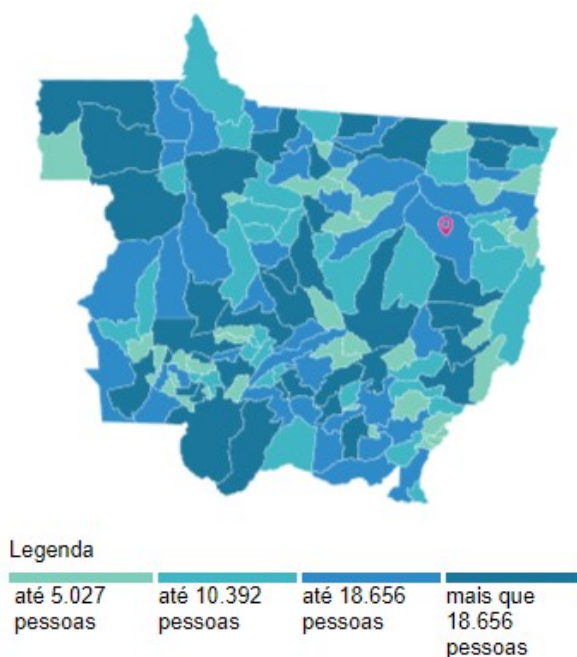 Legenda
até 5.027 até 10.392 até 18.656 mais que
pessoas pessoas pessoas 18.656
pessoas